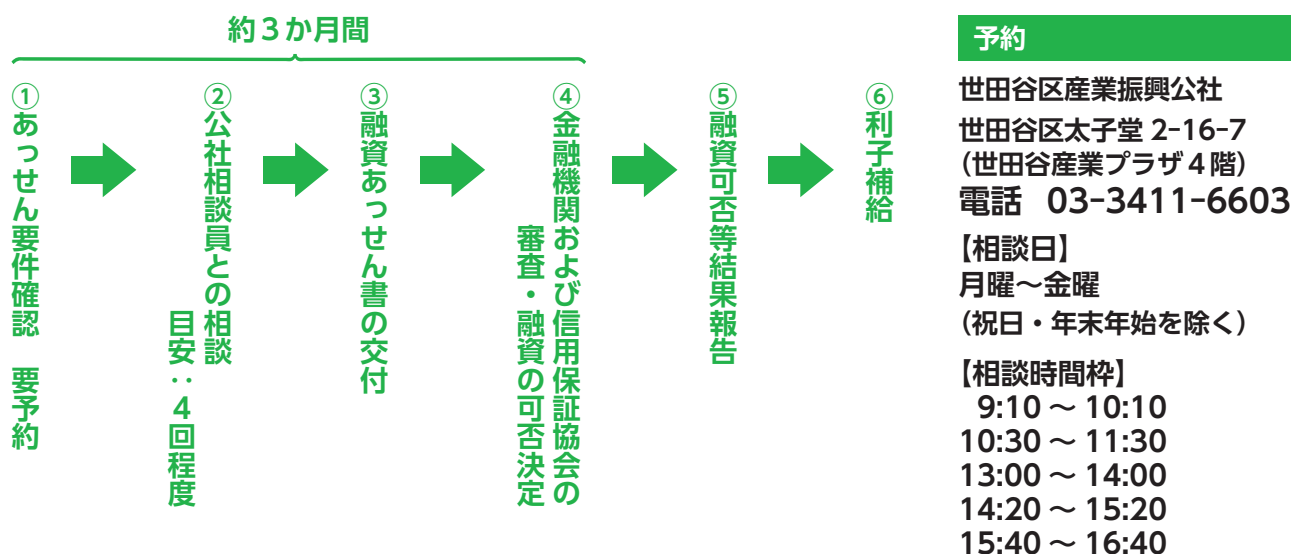 約３か月間
①あっせん要件確認　要予約
②公社相談員との相談
目安：４回程度
③融資あっせん書の交付
④金融機関および信用保証協会の
審査・融資の可否決定
⑤融資可否等結果報告
⑥利子補給
予約
世田谷区産業振興公社
世田谷区太子堂 2-16-7
（世田谷産業プラザ４階）
電話　03-3411-6603
【相談日】
月曜～金曜
（祝日・年末年始を除く）
【相談時間枠】
9:10 ～ 10:10
10:30 ～ 11:30
13:00 ～ 14:00
14:20 ～ 15:20
15:40 ～ 16:40